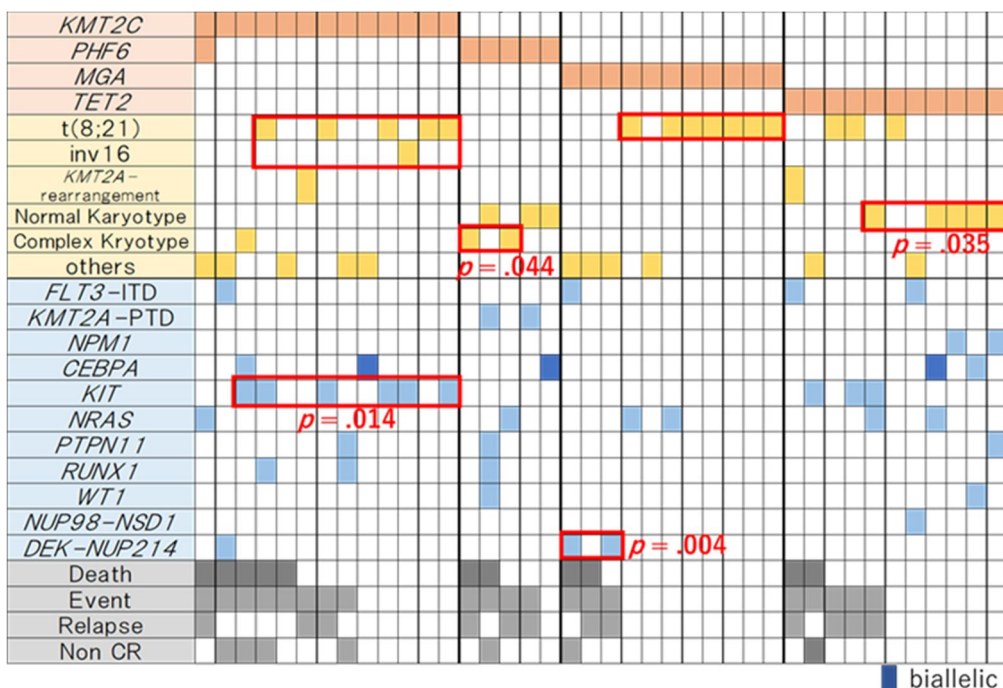 KMT2C
PHF6
MGA
TET2
t(8;21)
inv16
KMT2A-
rearrangement
Normal Karyotype
Complex Kryotype
p = .035
others
p = .044
FLT3-ITD
KMT2A-PTD
NPM1
CEBPA
KIT
NRAS
p = .014
PTPN11
RUNX1
WT1
NUP98-NSD1
DEK-NUP214
p = .004
Death
Event
Relapse
Non CR
biallelic